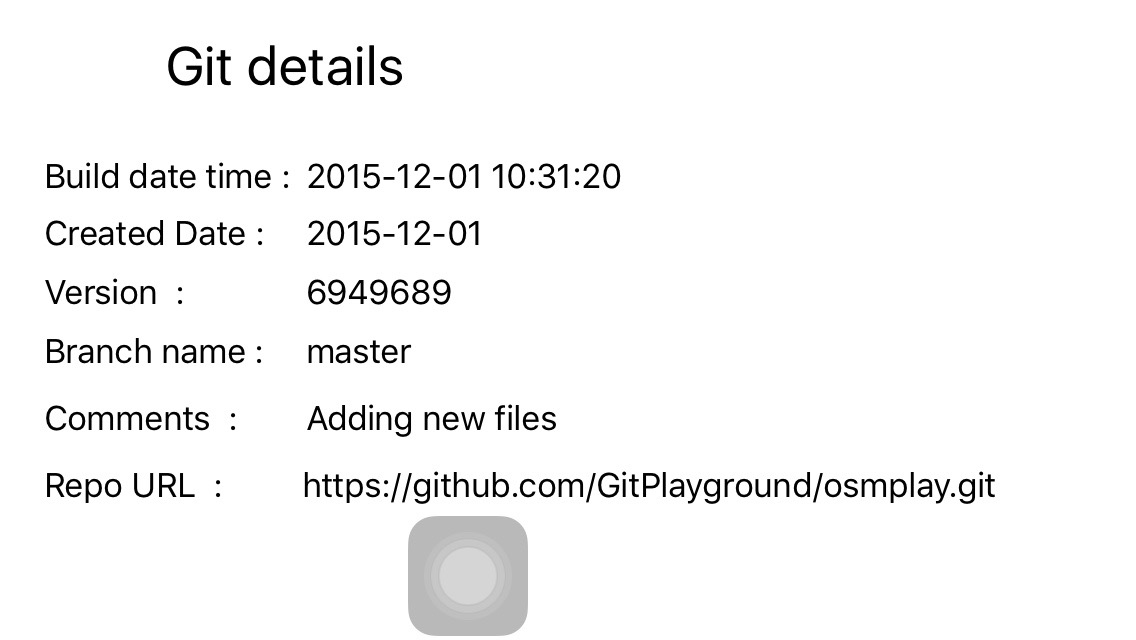 Git details
Build date time : 2015-12-01 10:31:20
Created Date : 2015-12-01
Version : 6949689
Branch name : master
Comments : Adding new files
Repo URL : https://github.com/GitPlayground/osmplay.git